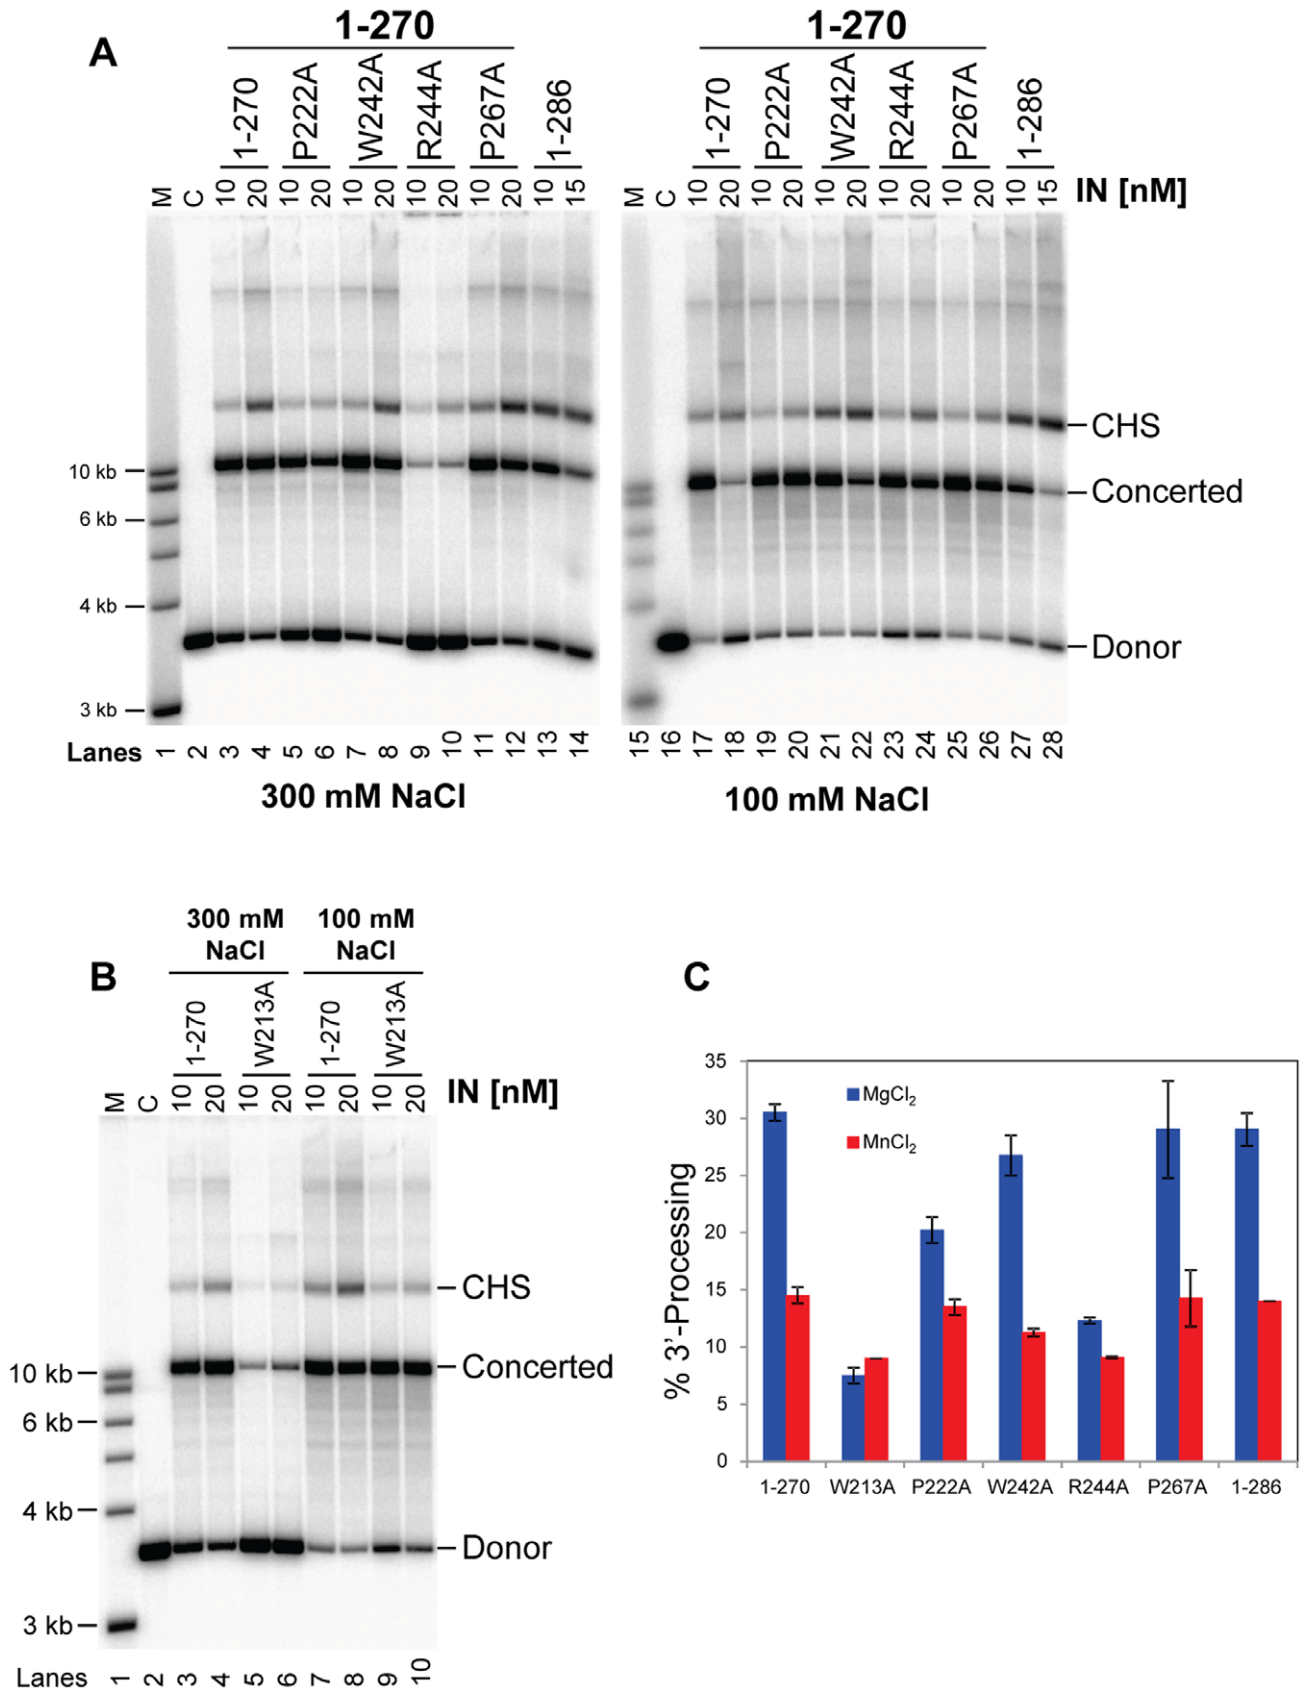 A
1-270
1-270
1-270 P222A W242A R244A P267A 1-286
1-270 P222A W242A R244A P267A 1-286
M C 10 20 10 20 10 20 10 20 10 20 10 15
M C 10 20 10 20 10 20 10 20 10 20 10 15 IN [nM]
10 kb
6 kb
4 kb
3 kb
CHS
Concerted
Donor
Lanes 1 2 3 4 5 6 7 8 9 10 11 12 13 14
15 16 17 18 19 20 21 22 23 24 25 26 27 28
300 mM NaCl
100 mM NaCl
B
300 mM
NaCl
100 mM
NaCl
1-270 W213A 1-270 W213A
M C 10 20 10 20 10 20 10 20 IN [nM]
CHS
Concerted
Donor
10 kb
6 kb
4 kb
3 kb
Lanes 1 2 3 4 5 6 7 8 9 10
C
% 3’-Processing
35
30
25
20
15
10
5
0
MgCl2
MnCl2
1-270 W213A P222A W242A R244A P267A 1-286